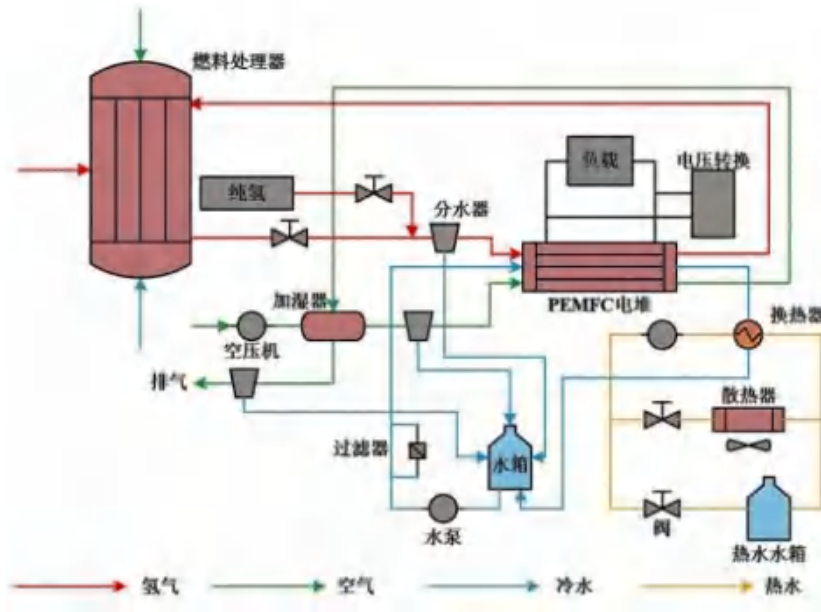 燃料处理器
纯氢
分水器
负载
电压转换
PEMFC电堆
加湿器
空压机
排气
换热器
散热器
过滤器
水箱
水泵
阀
热水水箱
氢气
空气
冷水
热水